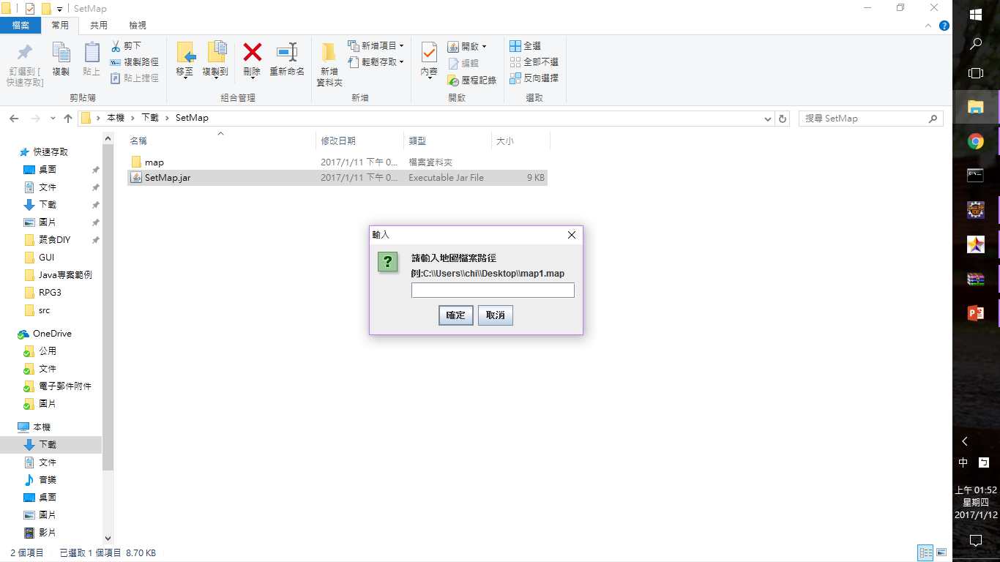 SetMap
檔案 常用 共用 檢視
釘選到 [
快速存取]
複製
貼上
剪下
複製路徑
貼上捷徑
剪貼簿
移至
複製到
刪除
重新命名
組合管理
新增
資料夾
新增項目
輕鬆存取
新增
內容
開啟
編輯
歷程記錄
開啟
全選
全部不選
反向選擇
選取
本機 下載 SetMap
搜尋 SetMap
快速存取
桌面
文件
下載
圖片
蔬食DIY
GUI
Java專案範例
RPG3
src
OneDrive
公用
文件
電子郵件附件
圖片
本機
下載
文件
音樂
桌面
圖片
影片
名稱 修改日期 類型 大小
map 2017/1/11 下午 0... 檔案資料夾
SetMap.jar 2017/1/11 下午 0... Executable Jar File 9 KB
輸入
請輸入地圖檔案路徑
例:C:\\Users\\chi\\Desktop\\map1.map
確定 取消
2 個項目 已選取 1 個項目 8.70 KB
中 ㄅ
上午 01:52
星期四
2017/1/12